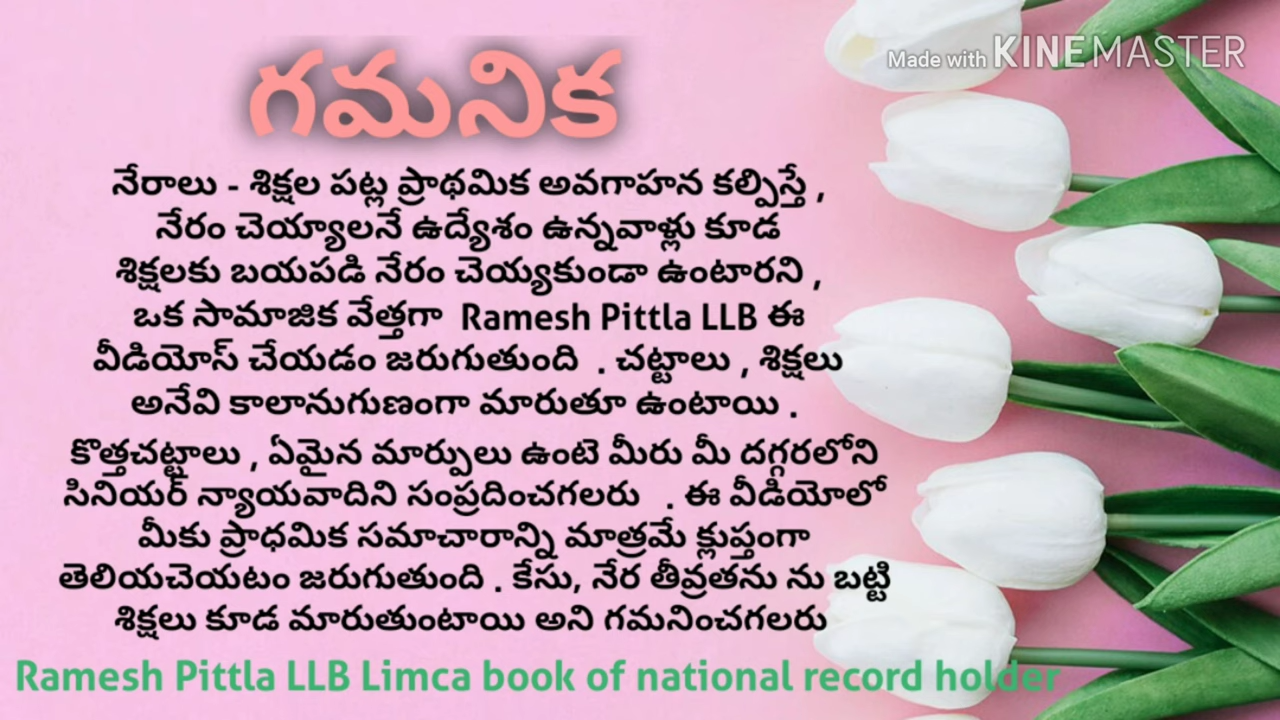 Made with KINEMASTER
గమనిక
నేరాలు - శిక్షల పట్ల ప్రాథమిక అవగాహన కల్పిస్తే ,
నేరం చెయ్యాలనే ఉద్యేశం ఉన్నవాళ్లు కూడ
శిక్షలకు బయపడి నేరం చెయ్యకుండా ఉంటారని ,
ఒక సామాజిక వేత్తగా Ramesh Pittla LLB ఈ
వీడియోస్ చేయడం జరుగుతుంది . చట్టాలు , శిక్షలు
అనేవి కాలానుగుణంగా మారుతూ ఉంటాయి .
కొత్తచట్టాలు , ఏమైన మార్పులు ఉంటె మీరు మీ దగ్గరలోని
సినియర్ న్యాయవాదిని సంప్రదించగలరు . ఈ వీడియోలో
మీకు ప్రాధమిక సమాచారాన్ని మాత్రమే క్లుప్తంగా
తెలియచెయటం జరుగుతుంది . కేసు, నేర తీవ్రతను ను బట్టి
శిక్షలు కూడ మారుతుంటాయి అని గమనించగలరు
Ramesh Pittla LLB Limca book of national record holder